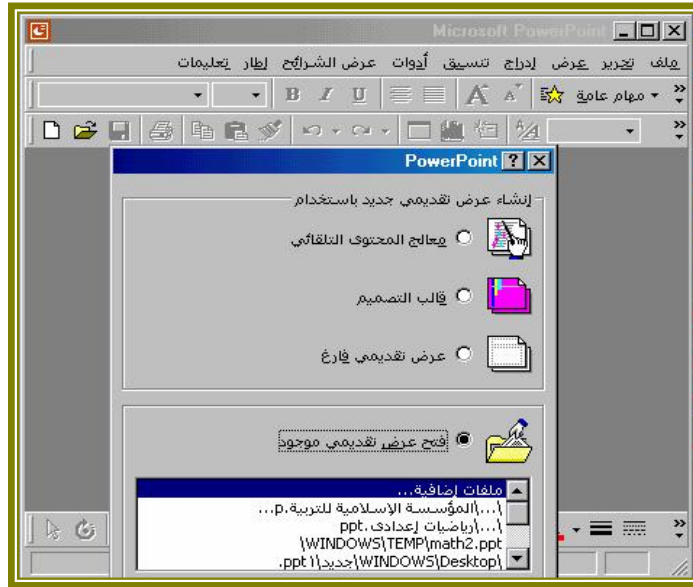 Microsoft PowerPoint
ملف تحرير عرض إدراج تنسيق أدوات عرض الشرائح إطار تعليمات
B I U A A مهام عامة
PowerPoint
إنشاء عرض تقديمي جديد باستخدام
معالج المحتوى التلقائي
قالب التصميم
عرض تقديمي فارغ
فتح عرض تقديمي موجود
ملفات إضافية...
\...\المؤسسة الإسلامية للتربية.p...
\...\رياضيات إعدادي.ppt
\WINDOWS\TEMP\math2.ppt
\WINDOWS\Desktop\جديد\١ ppt.